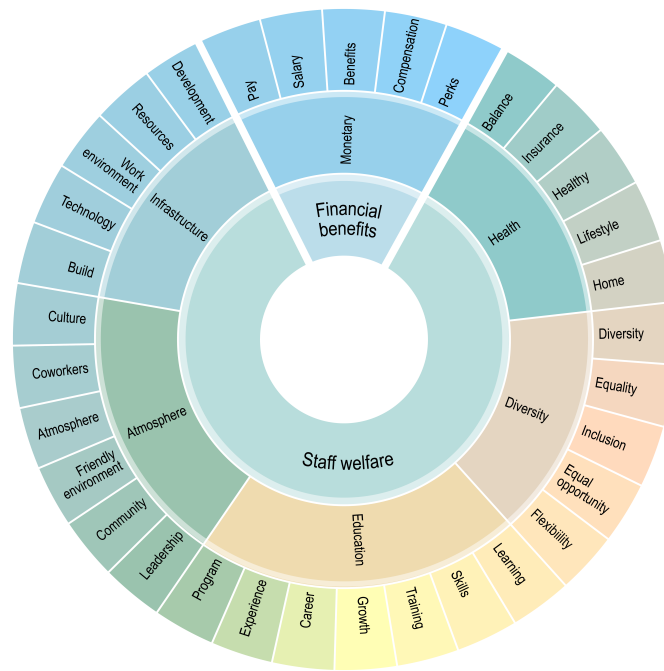 Financial
benefits
Staff welfare
Monetary
Health
Diversity
Education
Atmosphere
Infrastructure
Pay
Salary
Benefits
Compensation
Perks
Balance
Insurance
Healthy
Lifestyle
Home
Diversity
Equality
Inclusion
Equal
opportunity
Flexibiility
Learning
Skills
Training
Growth
Career
Experience
Program
Leadership
Community
Friendly
environment
Atmosphere
Coworkers
Culture
Build
Technology
Work
environment
Resources
Development